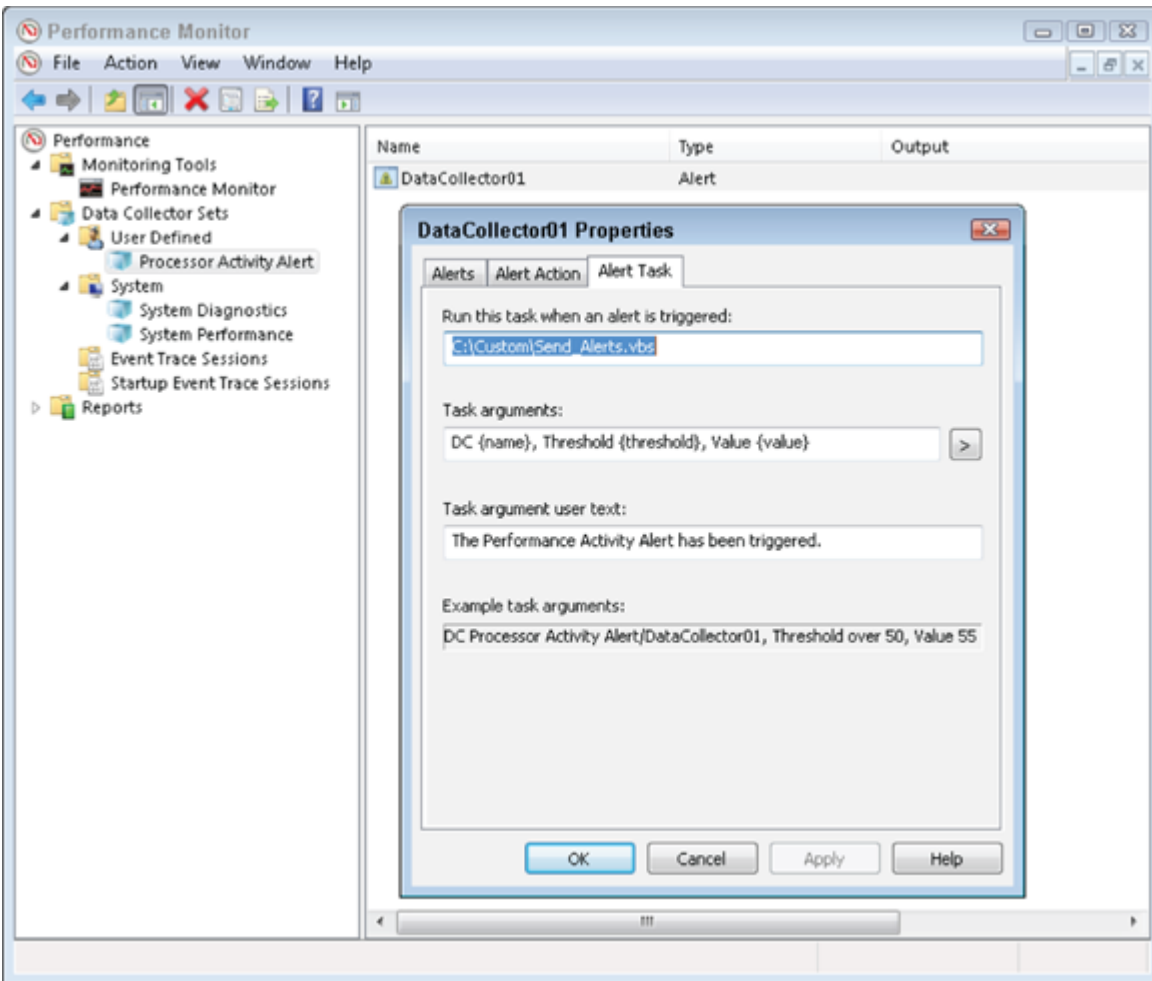 Performance Monitor
File Action View Window Help
Performance
Monitoring Tools
Performance Monitor
Data Collector Sets
User Defined
Processor Activity Alert
System
System Diagnostics
System Performance
Event Trace Sessions
Startup Event Trace Sessions
Reports
Name Type Output
DataCollector01 Alert
DataCollector01 Properties
Alerts Alert Action Alert Task
Run this task when an alert is triggered:
C:\Custom\Send_Alerts.vbs
Task arguments:
DC {name}, Threshold {threshold}, Value {value}
>
Task argument user text:
The Performance Activity Alert has been triggered.
Example task arguments:
DC Processor Activity Alert/DataCollector01, Threshold over 50, Value 55
OK Cancel Apply Help